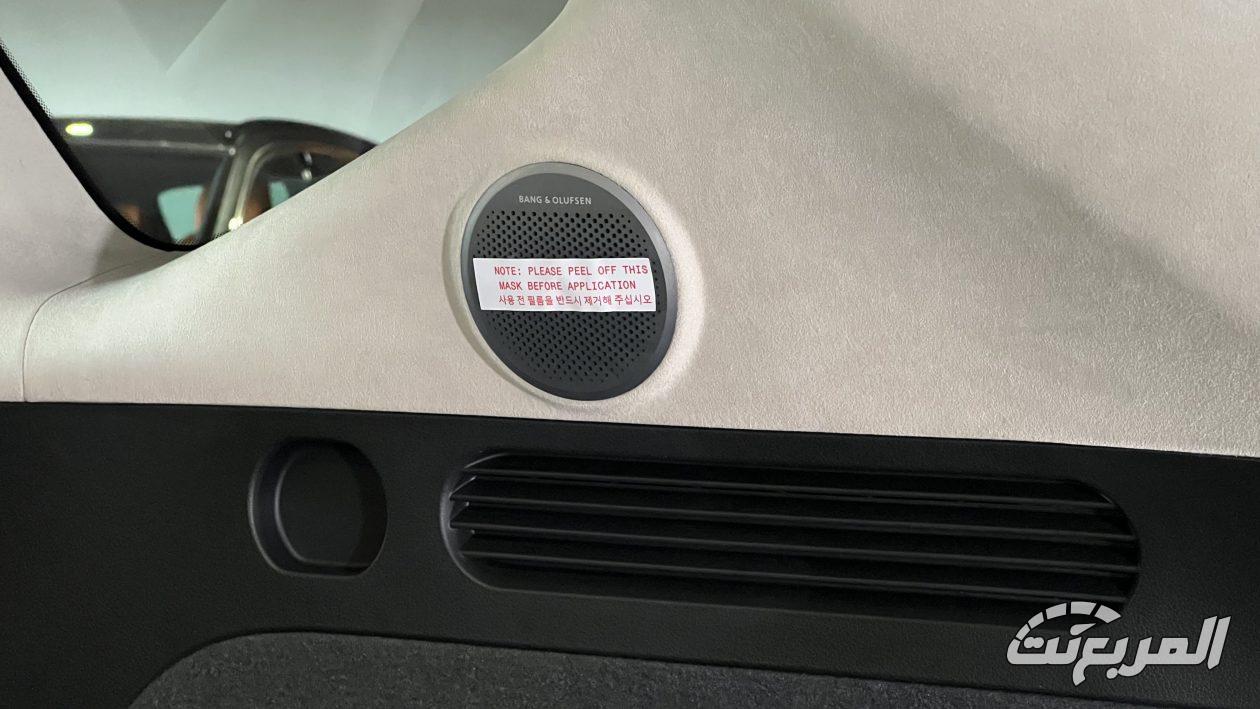 BANG & OLUFSEN
NOTE: PLEASE PEEL OFF THIS
MASK BEFORE APPLICATION
사용 전 필름을 반드시 제거해 주십시오
المربع نت